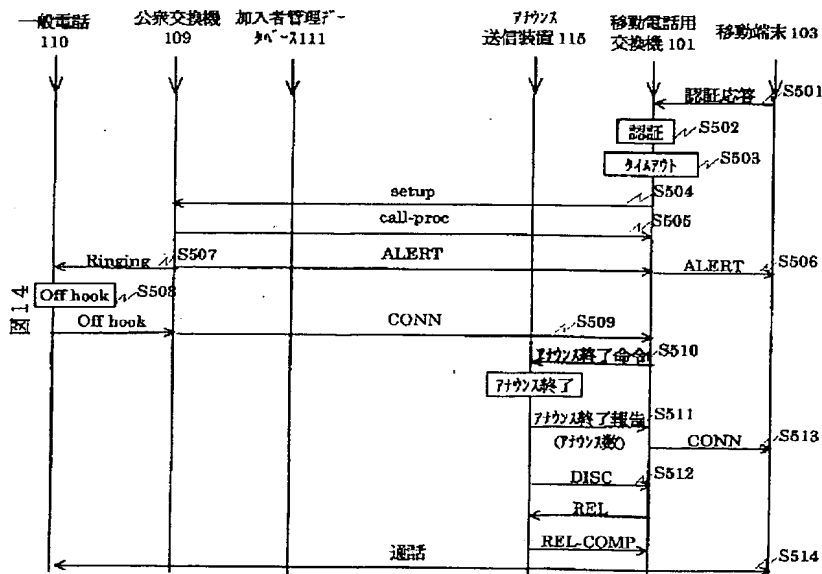 一般電話
110
公衆交換機
109
加入者管理デー
タベース111
アナウンス
送信装置 115
移動電話用
交換機 101
移動端末 103
認証応答
S501
認証
S502
タイムアウト
S503
setup
S504
call-proc
S505
Ringing
S507
ALERT
ALERT
S506
Off hook
S508
Off hook
CONN
S509
アナウンス終了命令
S510
アナウンス終了
アナウンス終了報告
(アナウンス数)
S511
CONN
S513
DISC
S512
REL
REL-COMP
通話
S514
図14